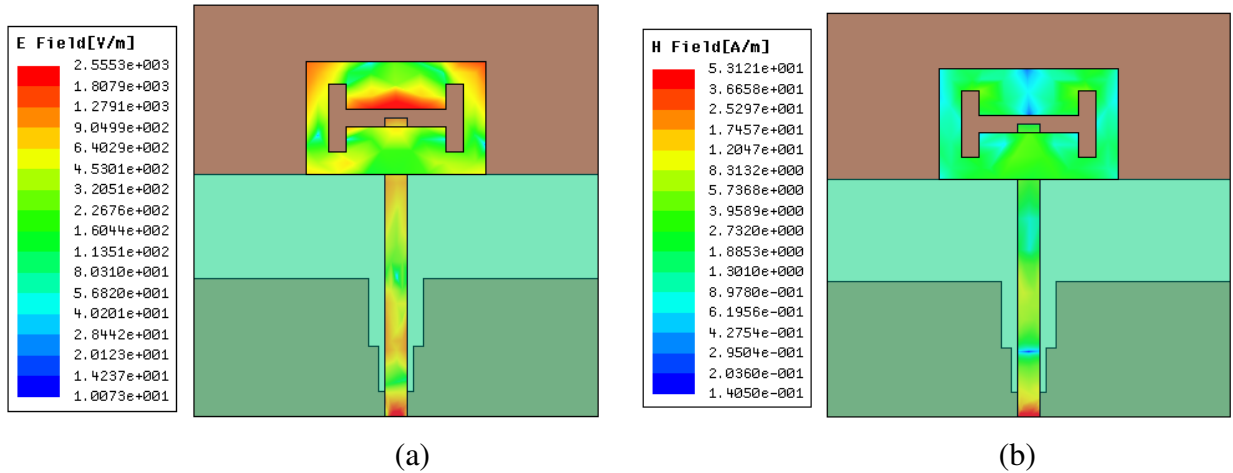 E Field[V/m]
2.5553e+003
1.8079e+003
1.2791e+003
9.0499e+002
6.4029e+002
4.5301e+002
3.2051e+002
2.2676e+002
1.6044e+002
1.1351e+002
8.0310e+001
5.6820e+001
4.0201e+001
2.8442e+001
2.0123e+001
1.4237e+001
1.0073e+001
(a)
H Field[A/m]
5.3121e+001
3.6658e+001
2.5297e+001
1.7457e+001
1.2047e+001
8.3132e+000
5.7368e+000
3.9589e+000
2.7320e+000
1.8853e+000
1.3010e+000
8.9780e-001
6.1956e-001
4.2754e-001
2.9504e-001
2.0360e-001
1.4050e-001
(b)